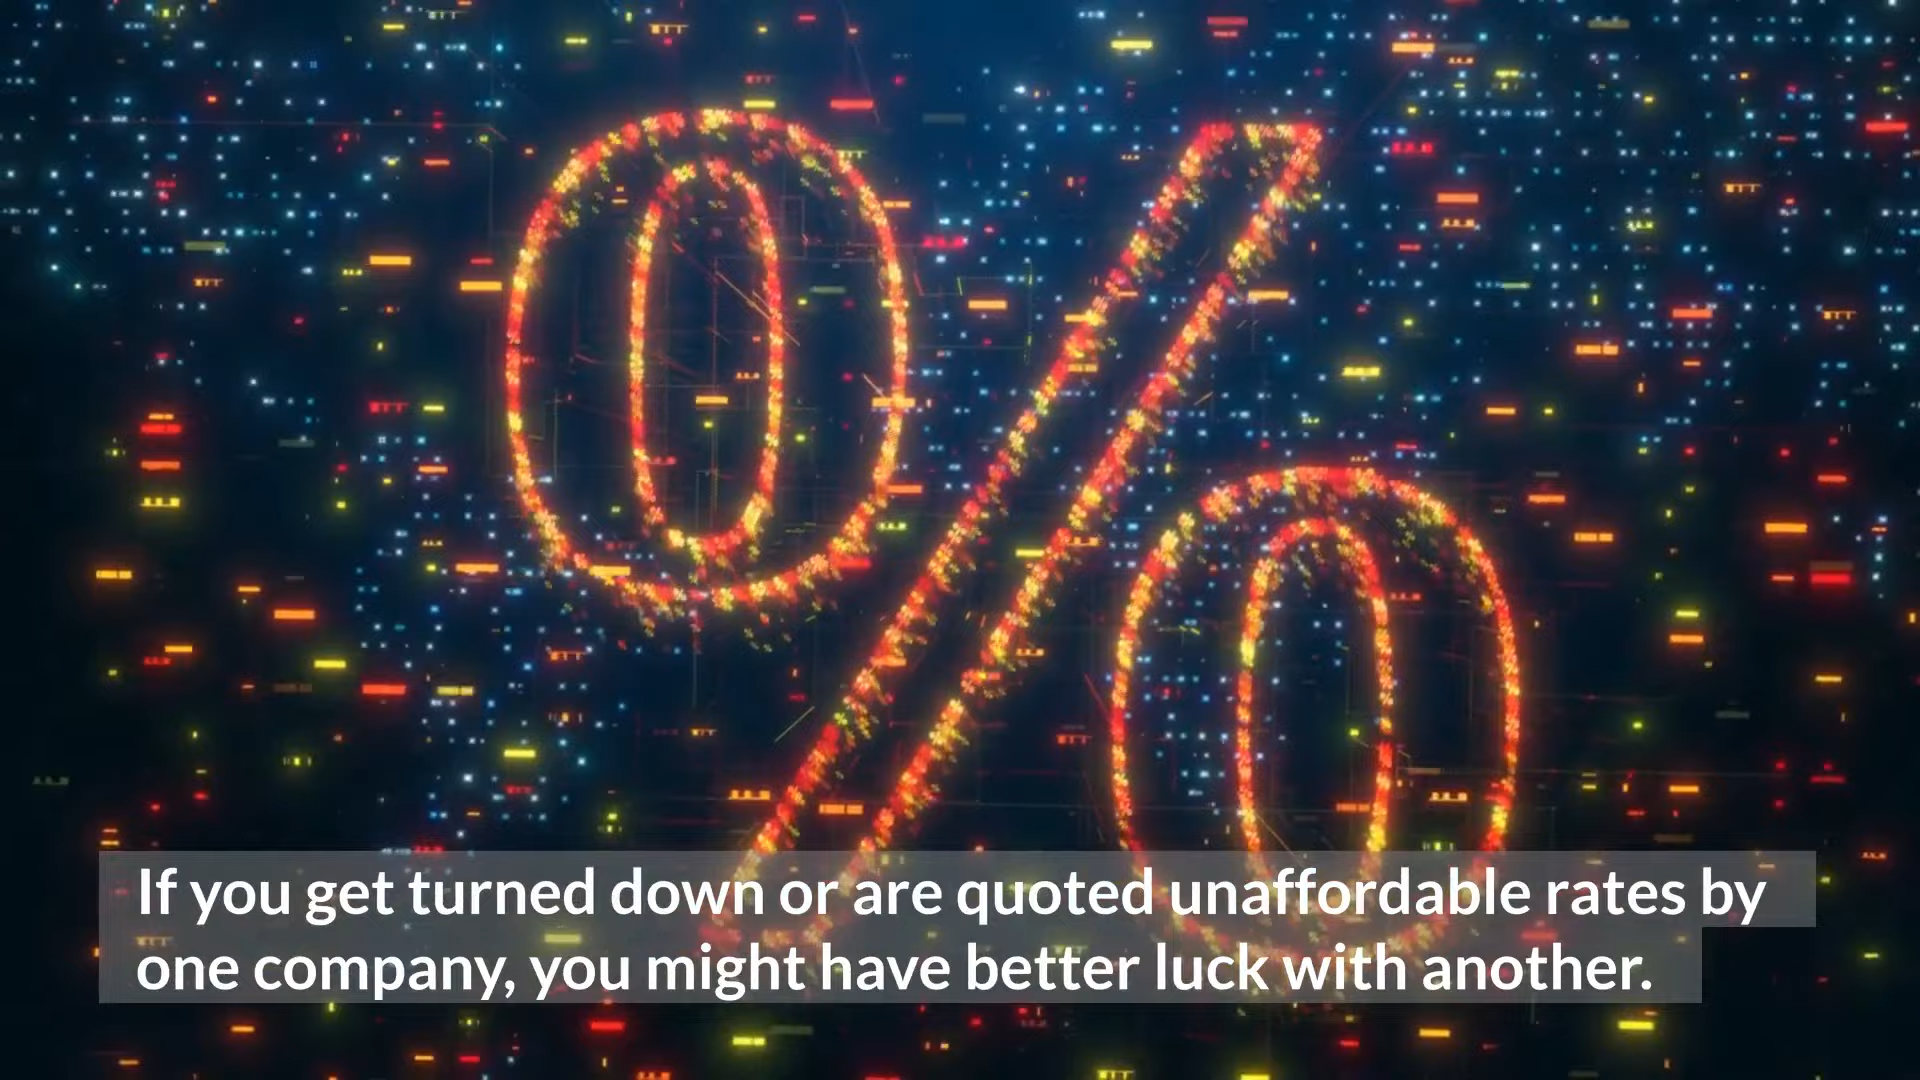 %
If you get turned down or are quoted unaffordable rates by
one company, you might have better luck with another.